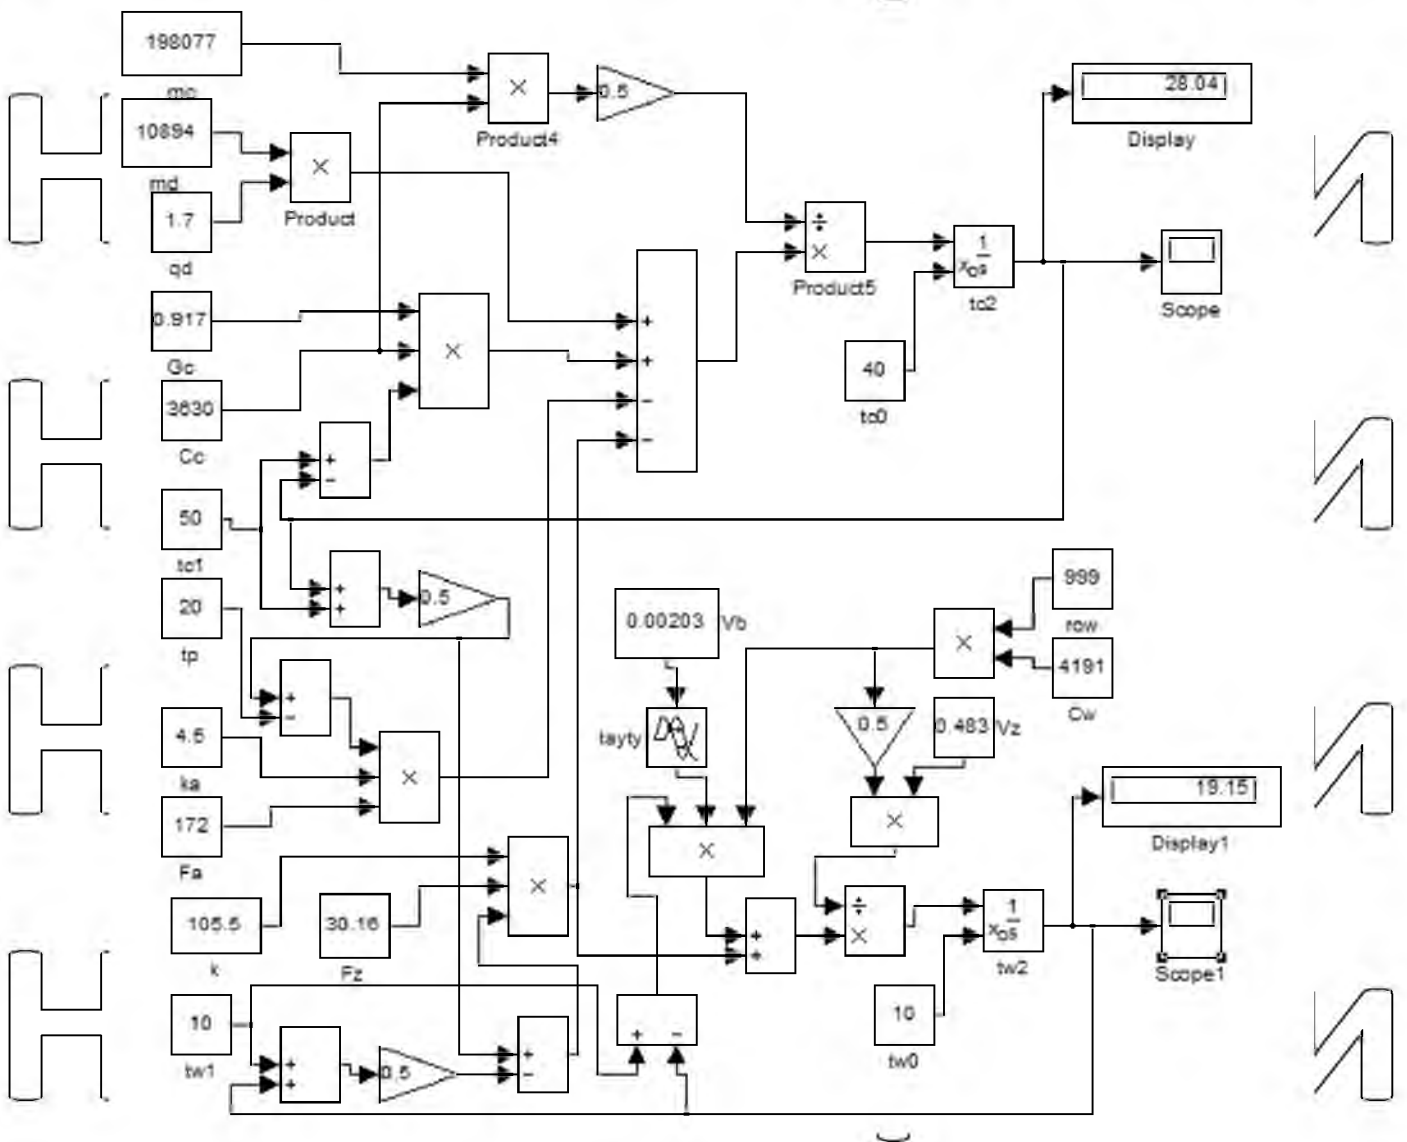 198077
mc
10894
md
1.7
qd
0.917
Gc
3630
Cc
50
tc1
20
tp
4.5
ka
172
Fa
105.5
k
30.16
Fz
10
tw1
×
Product
×
Product4
0.5
÷
×
Product5
1
xo s
tc2
40
tc0
28.04
Display
Scope
×
+
+
−
−
+
−
+
+
0.5
+
−
×
×
+
+
0.5
+
−
0.00203 Vb
tayty
×
+
−
999
row
4191
Cw
×
0.5
0.483 Vz
×
+
+
÷
×
1
xo s
tw2
10
tw0
19.15
Display1
Scope1